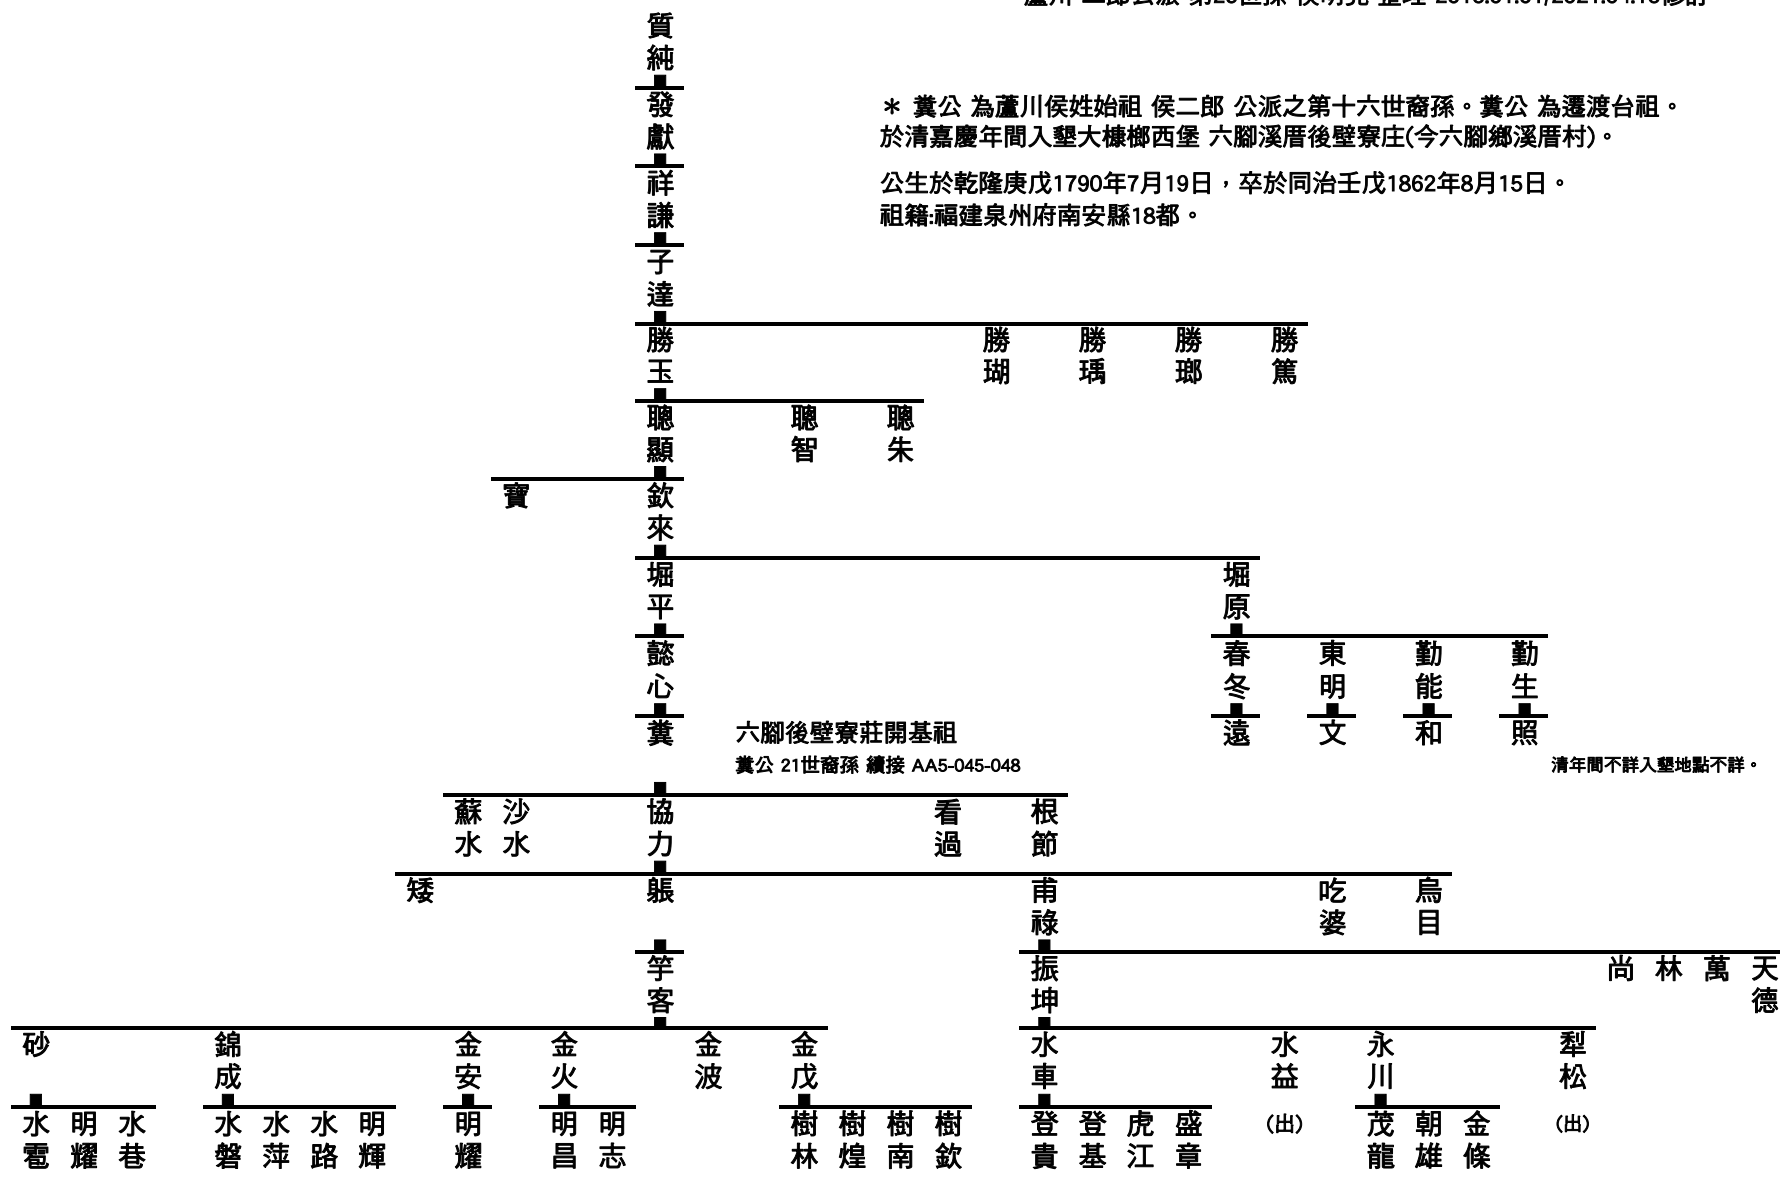 質純
發獻
＊ 糞公 為蘆川侯姓始祖 侯二郎 公派之第十六世裔孫。糞公 為遷渡台祖。
於清嘉慶年間入墾大槺榔西堡 六腳溪厝後壁寮庄(今六腳鄉溪厝村)。
祥謙
公生於乾隆庚戊1790年7月19日，卒於同治壬戊1862年8月15日。
祖籍:福建泉州府南安縣18都。
子達
勝玉 勝瑚 勝瑀 勝瑯 勝篤
聰顯 聰智 聰朱
寶 欽來
堀平 堀原
懿心 春冬 東明 勤能 勤生
糞 六腳後壁寮莊開基祖 遠 文 和 照
糞公 21世裔孫 續接 AA5-045-048 清年間不詳入墾地點不詳。
蘇水 沙水 協力 看過 根節
矮 賬 甫祿 吃婆 烏目
竽客 振坤 尚 林 萬 天德
砂 錦成 金安 金火 金波 金戊 水車 水益 永川 犁松
水雹 明耀 水巷 水磐 水萍 水路 明輝 明耀 明昌 明志 樹林 樹煌 樹南 樹欽 登貴 登基 虎江 盛章 (出) 茂龍 朝雄 金條 (出)